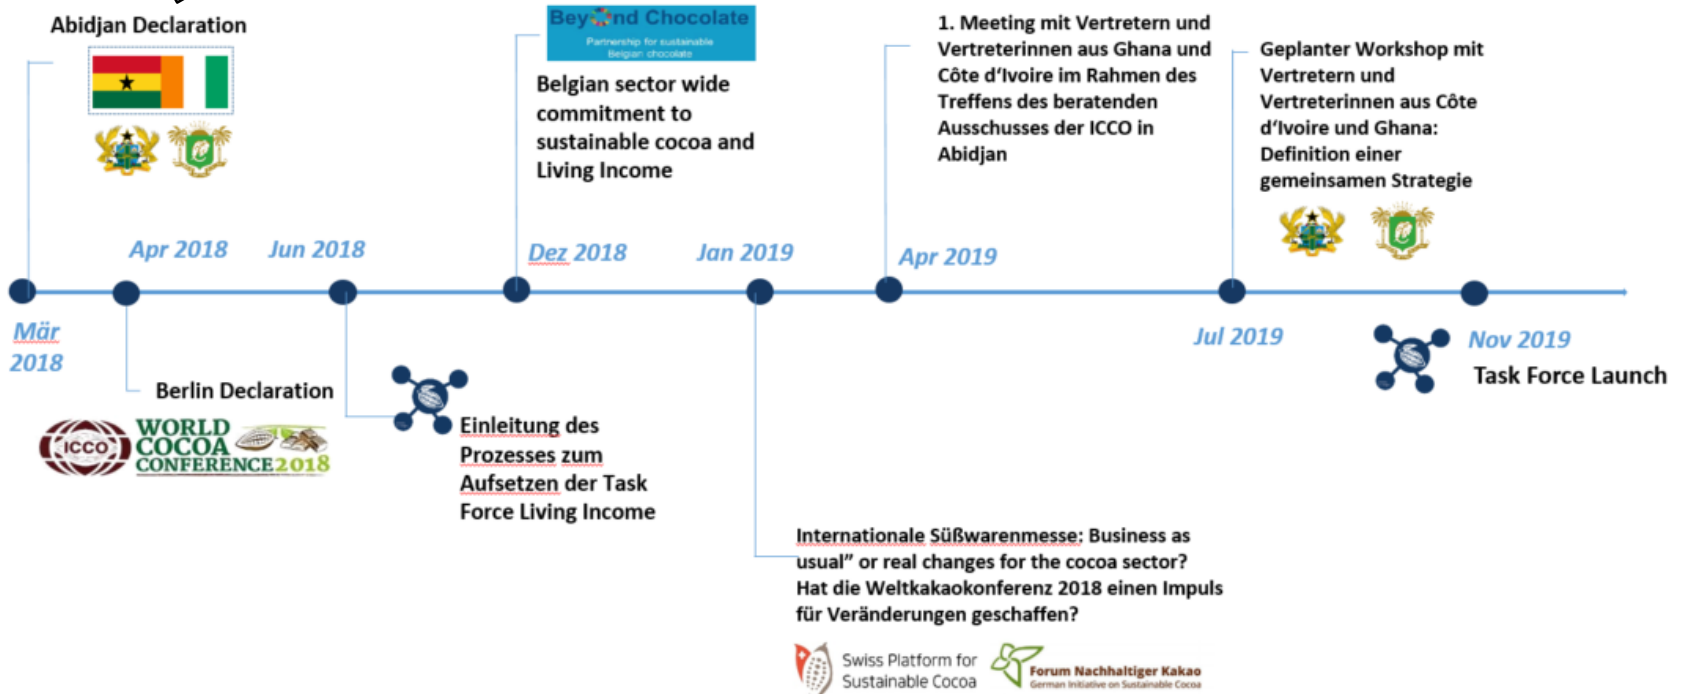 Abidjan Declaration
Beyond Chocolate
Partnership for sustainable
Belgian chocolate
Belgian sector wide
commitment to
sustainable cocoa and
Living Income
1. Meeting mit Vertretern und
Vertreterinnen aus Ghana und
Côte d'Ivoire im Rahmen des
Treffens des beratenden
Ausschusses der ICCO in
Abidjan
Geplanter Workshop mit
Vertretern und
Vertreterinnen aus Côte
d'Ivoire und Ghana:
Definition einer
gemeinsamen Strategie
Apr 2018
Jun 2018
Dez 2018
Jan 2019
Apr 2019
Mär
2018
Jul 2019
Nov 2019
Task Force Launch
Berlin Declaration
ICCO
WORLD
COCOA
CONFERENCE2018
Einleitung des
Prozesses zum
Aufsetzen der Task
Force Living Income
Internationale Süßwarenmesse: Business as
usual” or real changes for the cocoa sector?
Hat die Weltkakaokonferenz 2018 einen Impuls
für Veränderungen geschaffen?
Swiss Platform for
Sustainable Cocoa
Forum Nachhaltiger Kakao
German Initiative on Sustainable Cocoa